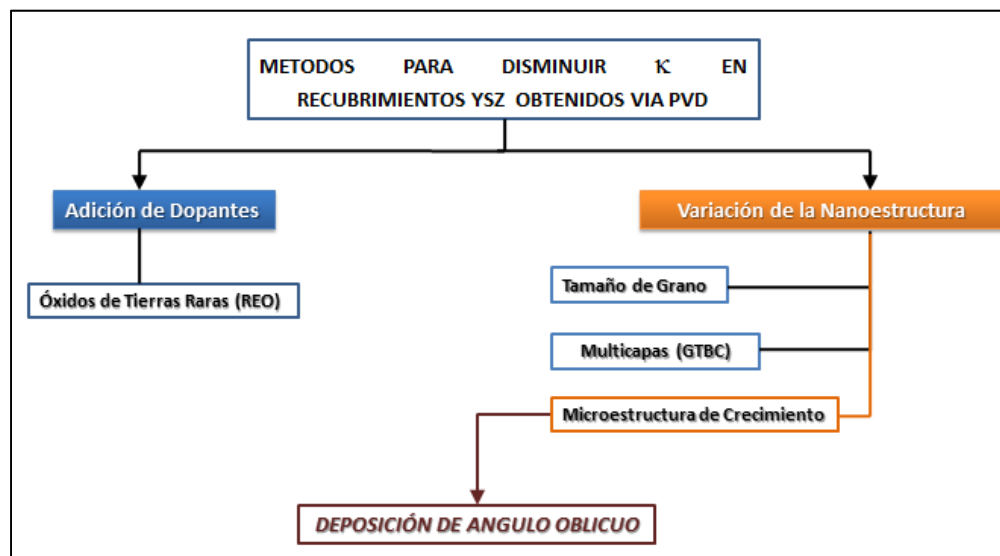 METODOS PARA DISMINUIR κ EN
RECUBRIMIENTOS YSZ OBTENIDOS VIA PVD
Adición de Dopantes
Variación de la Nanoestructura
Óxidos de Tierras Raras (REO)
Tamaño de Grano
Multicapas (GTBC)
Microestructura de Crecimiento
DEPOSICIÓN DE ANGULO OBLICUO